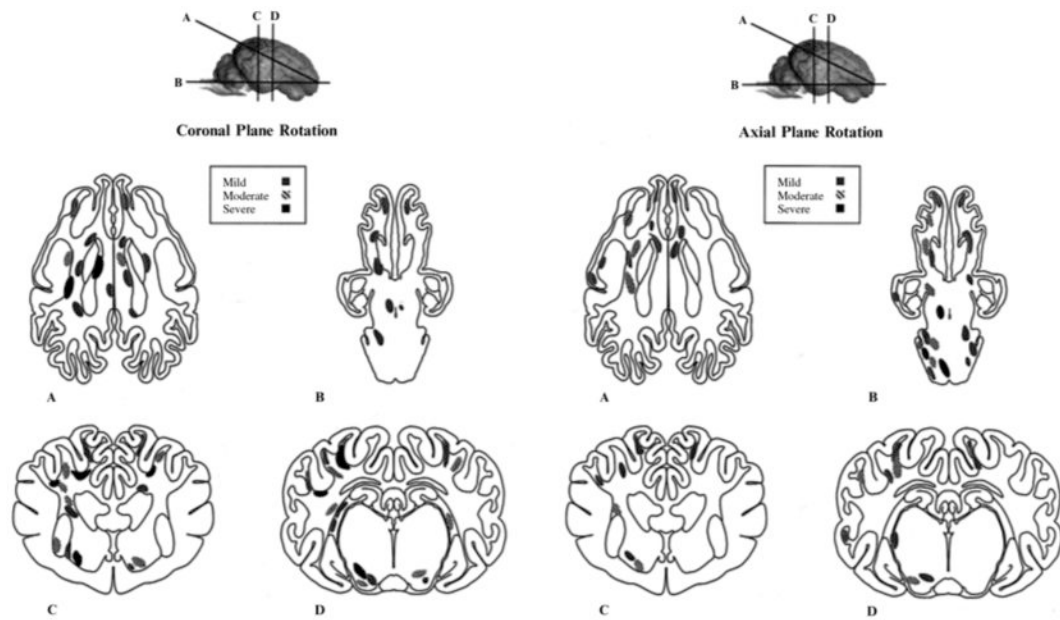 A
C
D
B
Coronal Plane Rotation
Mild
Moderate
Severe
A
B
C
D
A
C
D
B
Axial Plane Rotation
Mild
Moderate
Severe
A
B
C
D